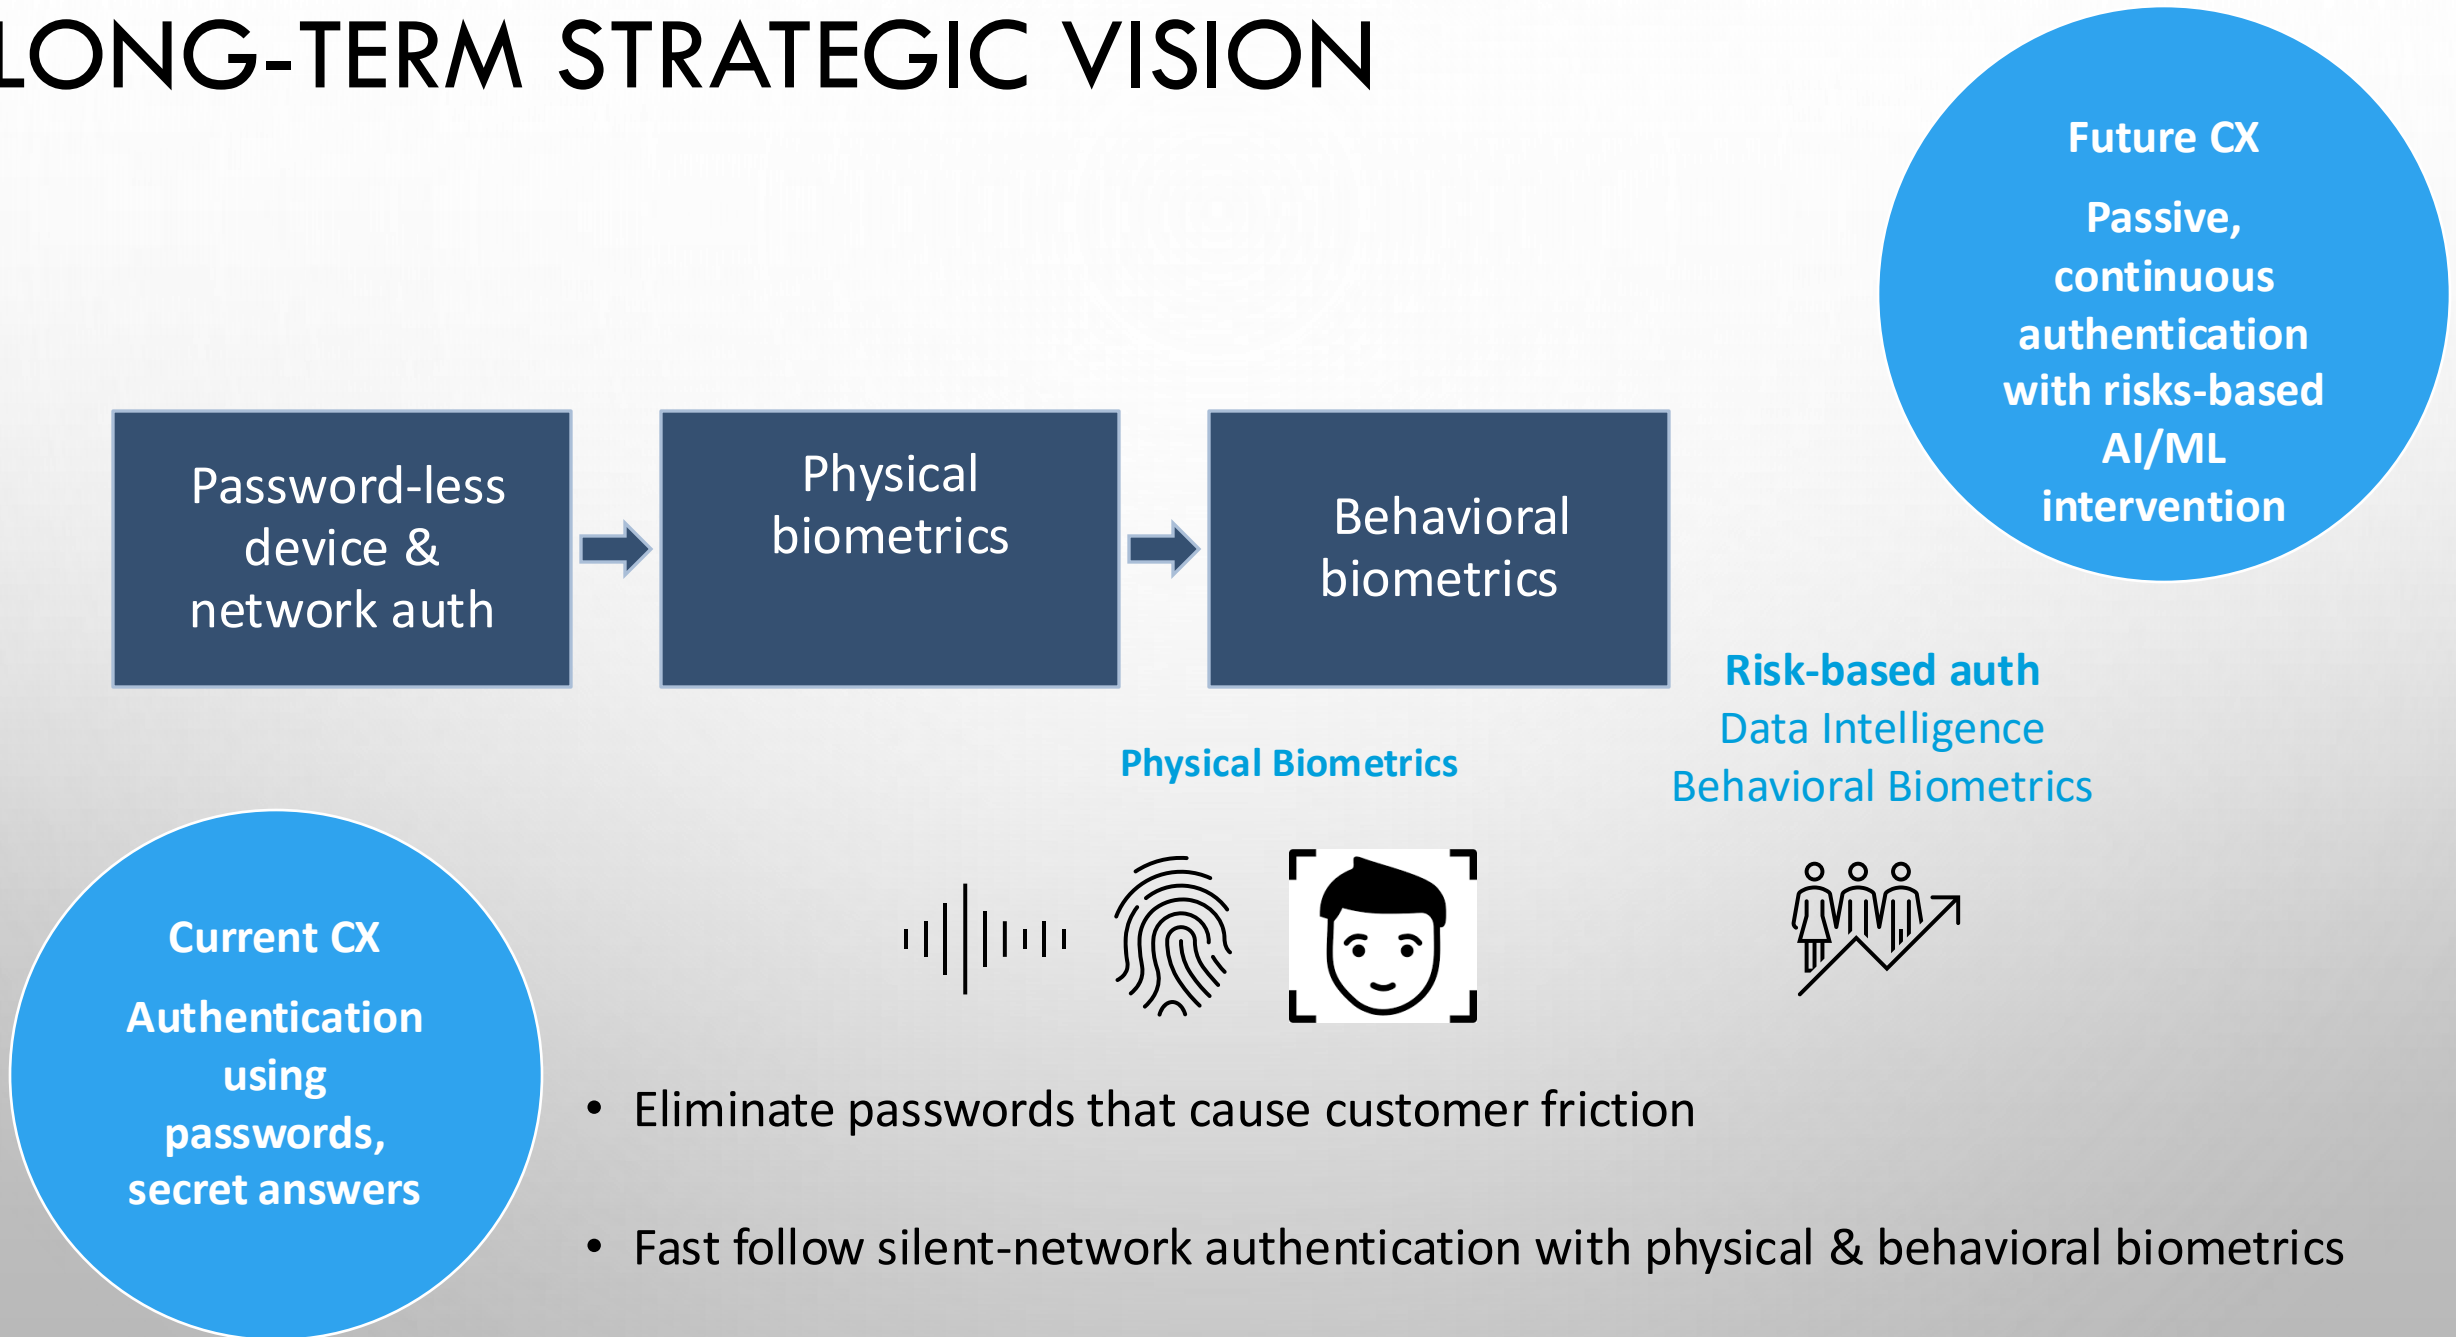 LONG-TERM STRATEGIC VISION
Future CX
Passive,
continuous
authentication
with risks-based
AI/ML
intervention
Password-less
device &
network auth
Physical
biometrics
Behavioral
biometrics
Risk-based auth
Data Intelligence
Behavioral Biometrics
Physical Biometrics
Current CX
Authentication
using
passwords,
secret answers
• Eliminate passwords that cause customer friction
• Fast follow silent-network authentication with physical & behavioral biometrics